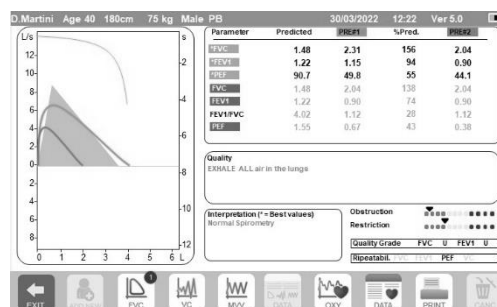 D.Martini Age 40 180cm 75 kg Male PB 30/03/2022 12:22 Ver 5.0
L/s s
Parameter Predicted PRE#1 %Pred. PRE#2
*FVC 1.48 2.31 156 2.04
*FEV1 1.22 1.15 94 0.90
*PEF 90.7 49.8 55 44.1
FVC 1.48 2.04 138 2.04
FEV1 1.22 0.90 74 0.90
FEV1/FVC 4.02 1.12 28 1.12
PEF 1.55 0.67 43 0.38
12
10
8
6
4
2
0
2
4
6
8
2
4
6
8
10
12
0 1 2 3 4 5 6 L
Quality
EXHALE ALL air in the lungs
Interpretation (* = Best values)
Normal Spirometry
Obstruction
Restriction
Quality Grade FVC U FEV1 U
Repeatabil. FVC FEV1 PEF VC
EXIT
FVC 1
VC
MVV
DATA
OXY
DATA
PRINT
CANC